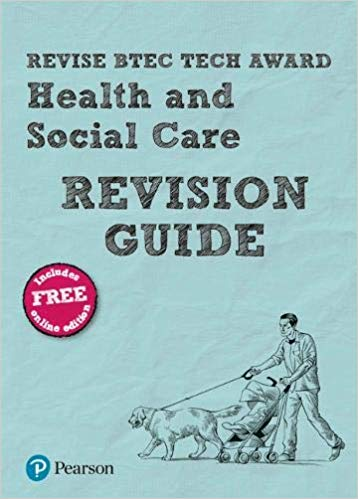 REVISE BTEC TECH AWARD
Health and
Social Care
REVISION
GUIDE
Includes
FREE
online edition
Pearson